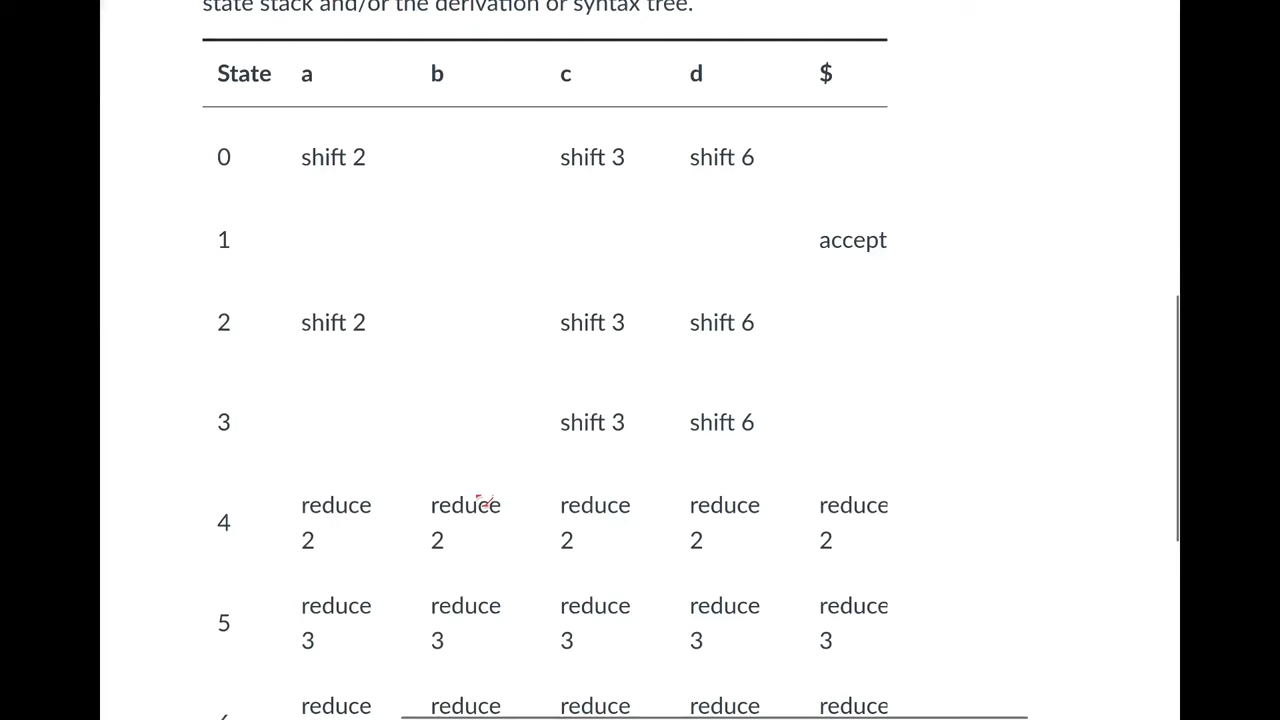 state stack and/or the derivation or syntax tree.
State a b c d $
0 shift 2 shift 3 shift 6
1 accept
2 shift 2 shift 3 shift 6
3 shift 3 shift 6
4 reduce 2 reduce 2 reduce 2 reduce 2 reduce 2
5 reduce 3 reduce 3 reduce 3 reduce 3 reduce 3
reduce reduce reduce reduce reduce